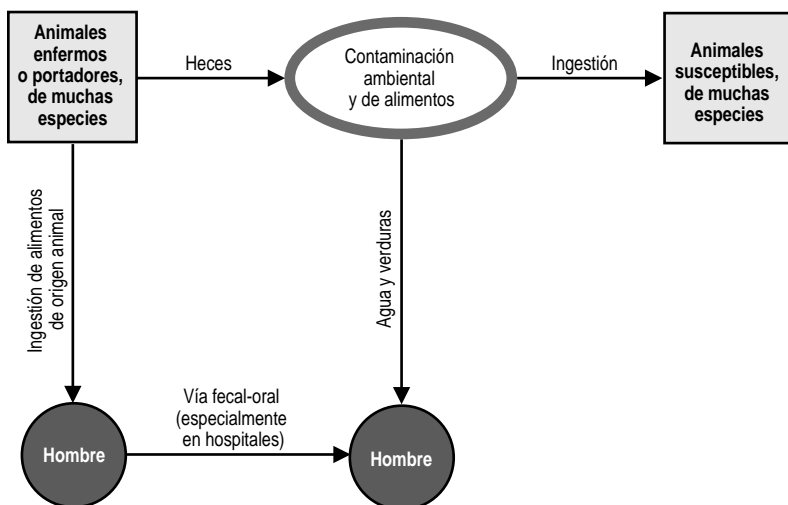 Animales
enfermos
o portadores,
de muchas
especies
Heces
Contaminación
ambiental
y de alimentos
Ingestión
Animales
susceptibles,
de muchas
especies
Ingestión de alimentos
de origen animal
Agua y verduras
Vía fecal-oral
(especialmente
en hospitales)
Hombre
Hombre